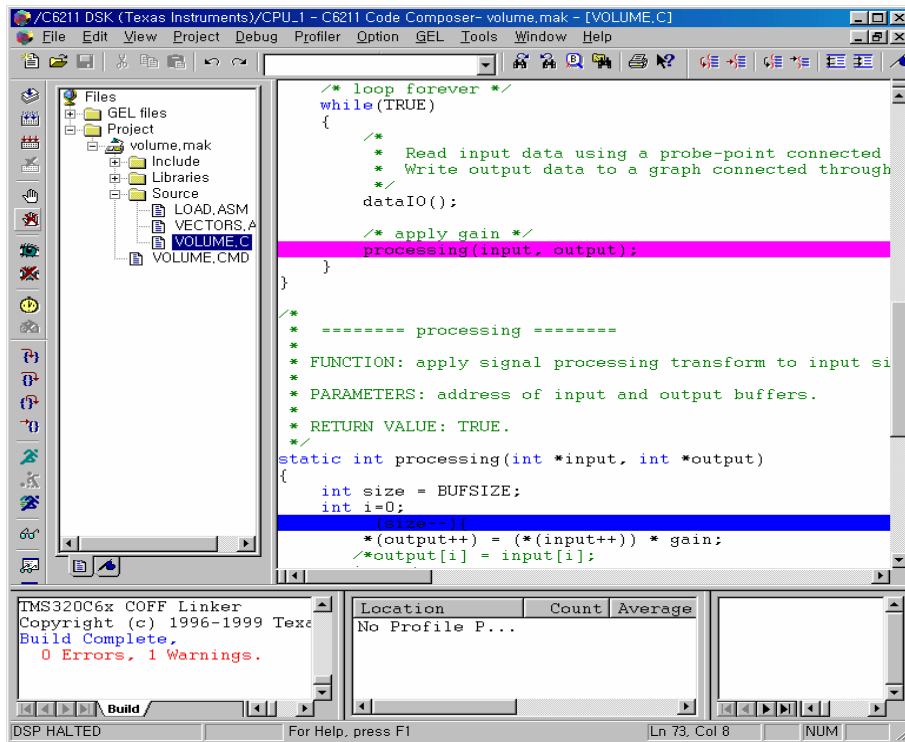 /C6211 DSK (Texas Instruments)/CPU_1 - C6211 Code Composer- volume.mak - [VOLUME.C]
File Edit View Project Debug Profiler Option GEL Tools Window Help
Files
GEL files
Project
volume.mak
Include
Libraries
Source
LOAD.ASM
VECTORS.A
VOLUME.C
VOLUME.CMD
/* loop forever */
while(TRUE)
{
/*
* Read input data using a probe-point connected
* Write output data to a graph connected through
*/
dataIO();
/* apply gain */
processing(input, output);
}
}
/*
* ======== processing ========
*
* FUNCTION: apply signal processing transform to input si
*
* PARAMETERS: address of input and output buffers.
*
* RETURN VALUE: TRUE.
*/
static int processing(int *input, int *output)
{
int size = BUFSIZE;
int i=0;
(size--){
*(output++) = (*(input++)) * gain;
/*output[i] = input[i];
TMS320C6x COFF Linker
Copyright (c) 1996-1999 Texa
Build Complete,
0 Errors, 1 Warnings.
Build
Location Count Average
No Profile P...
DSP HALTED
For Help, press F1
Ln 73, Col 8
NUM